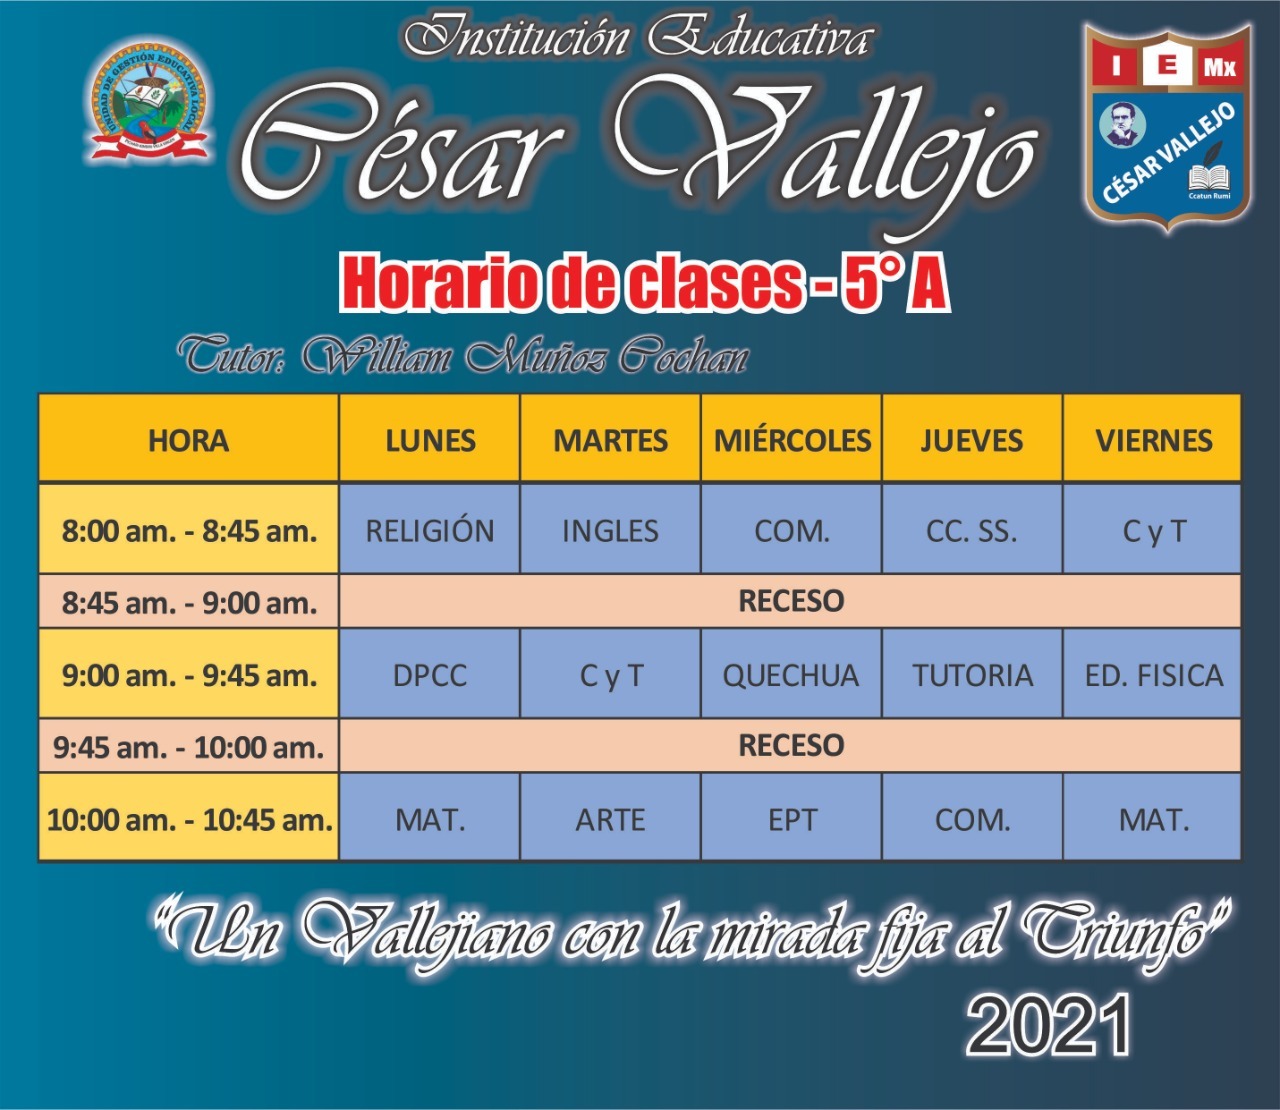 Institución Educativa
César Vallejo
UNIDAD DE GESTIÓN EDUCATIVA LOCAL
I E Mx
CÉSAR VALLEJO
Ccatun Rumi
Horario de clases - 5° A
Tutor: William Muñoz Cochan
HORA LUNES MARTES MIÉRCOLES JUEVES VIERNES
8:00 am. - 8:45 am. RELIGIÓN INGLES COM. CC. SS. C y T
8:45 am. - 9:00 am. RECESO
9:00 am. - 9:45 am. DPCC C y T QUECHUA TUTORIA ED. FISICA
9:45 am. - 10:00 am. RECESO
10:00 am. - 10:45 am. MAT. ARTE EPT COM. MAT.
"Un Vallejiano con la mirada fija al Triunfo"
2021